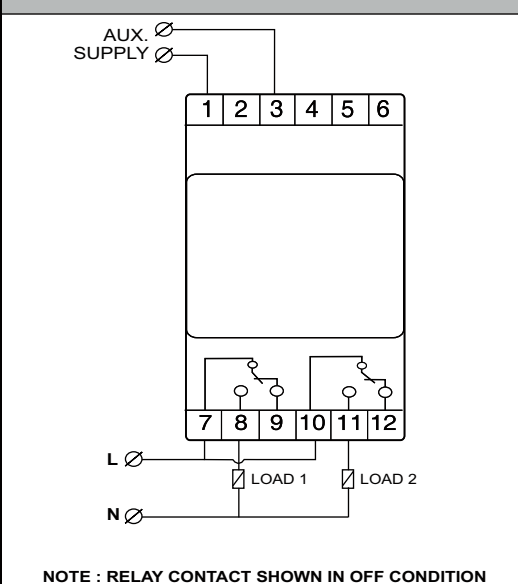 AUX.
SUPPLY
1 2 3 4 5 6
7 8 9 10 11 12
L
LOAD 1 LOAD 2
N
NOTE : RELAY CONTACT SHOWN IN OFF CONDITION